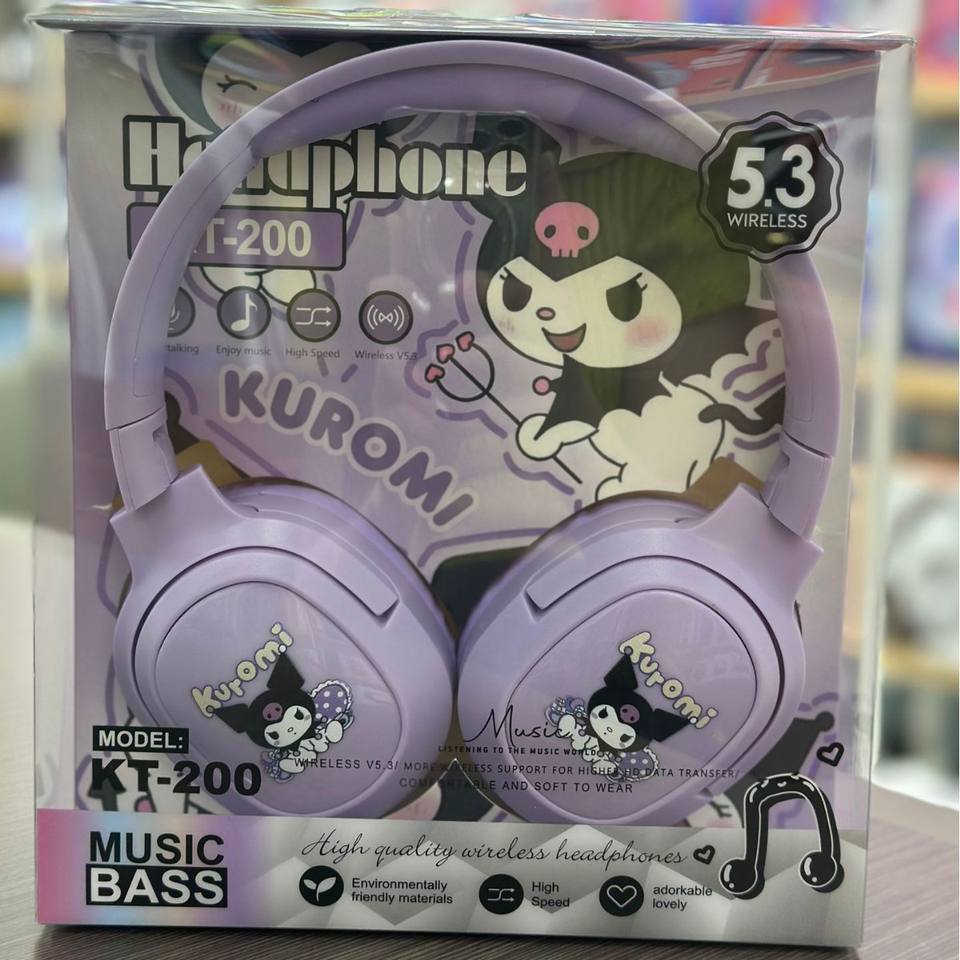 Headphone
KT-200
5.3
WIRELESS
talking
Enjoy music
High Speed
Wireless V5.3
KUROMI
Kuromi
Kuromi
MODEL:
KT-200
Music
LISTENING TO THE MUSIC WORLD
WIRELESS V5.3/ MORE WIRELESS SUPPORT FOR HIGHER HD DATA TRANSFER/
COMFORTABLE AND SOFT TO WEAR
MUSIC
BASS
High quality wireless headphones
Environmentally
friendly materials
High
Speed
adorkable
lovely